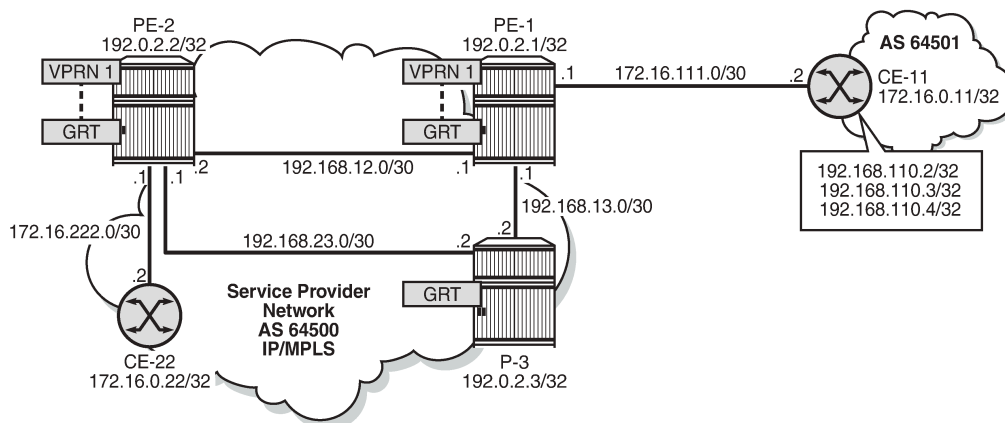 PE-2
192.0.2.2/32
VPRN 1
GRT
PE-1
192.0.2.1/32
VPRN 1
GRT
.1
172.16.111.0/30
.2
AS 64501
CE-11
172.16.0.11/32
192.168.110.2/32
192.168.110.3/32
192.168.110.4/32
.2
192.168.12.0/30
.1
.1
.1
.1
192.168.13.0/30
172.16.222.0/30
192.168.23.0/30
.2
.2
.2
GRT
Service Provider
Network
AS 64500
IP/MPLS
CE-22
172.16.0.22/32
P-3
192.0.2.3/32